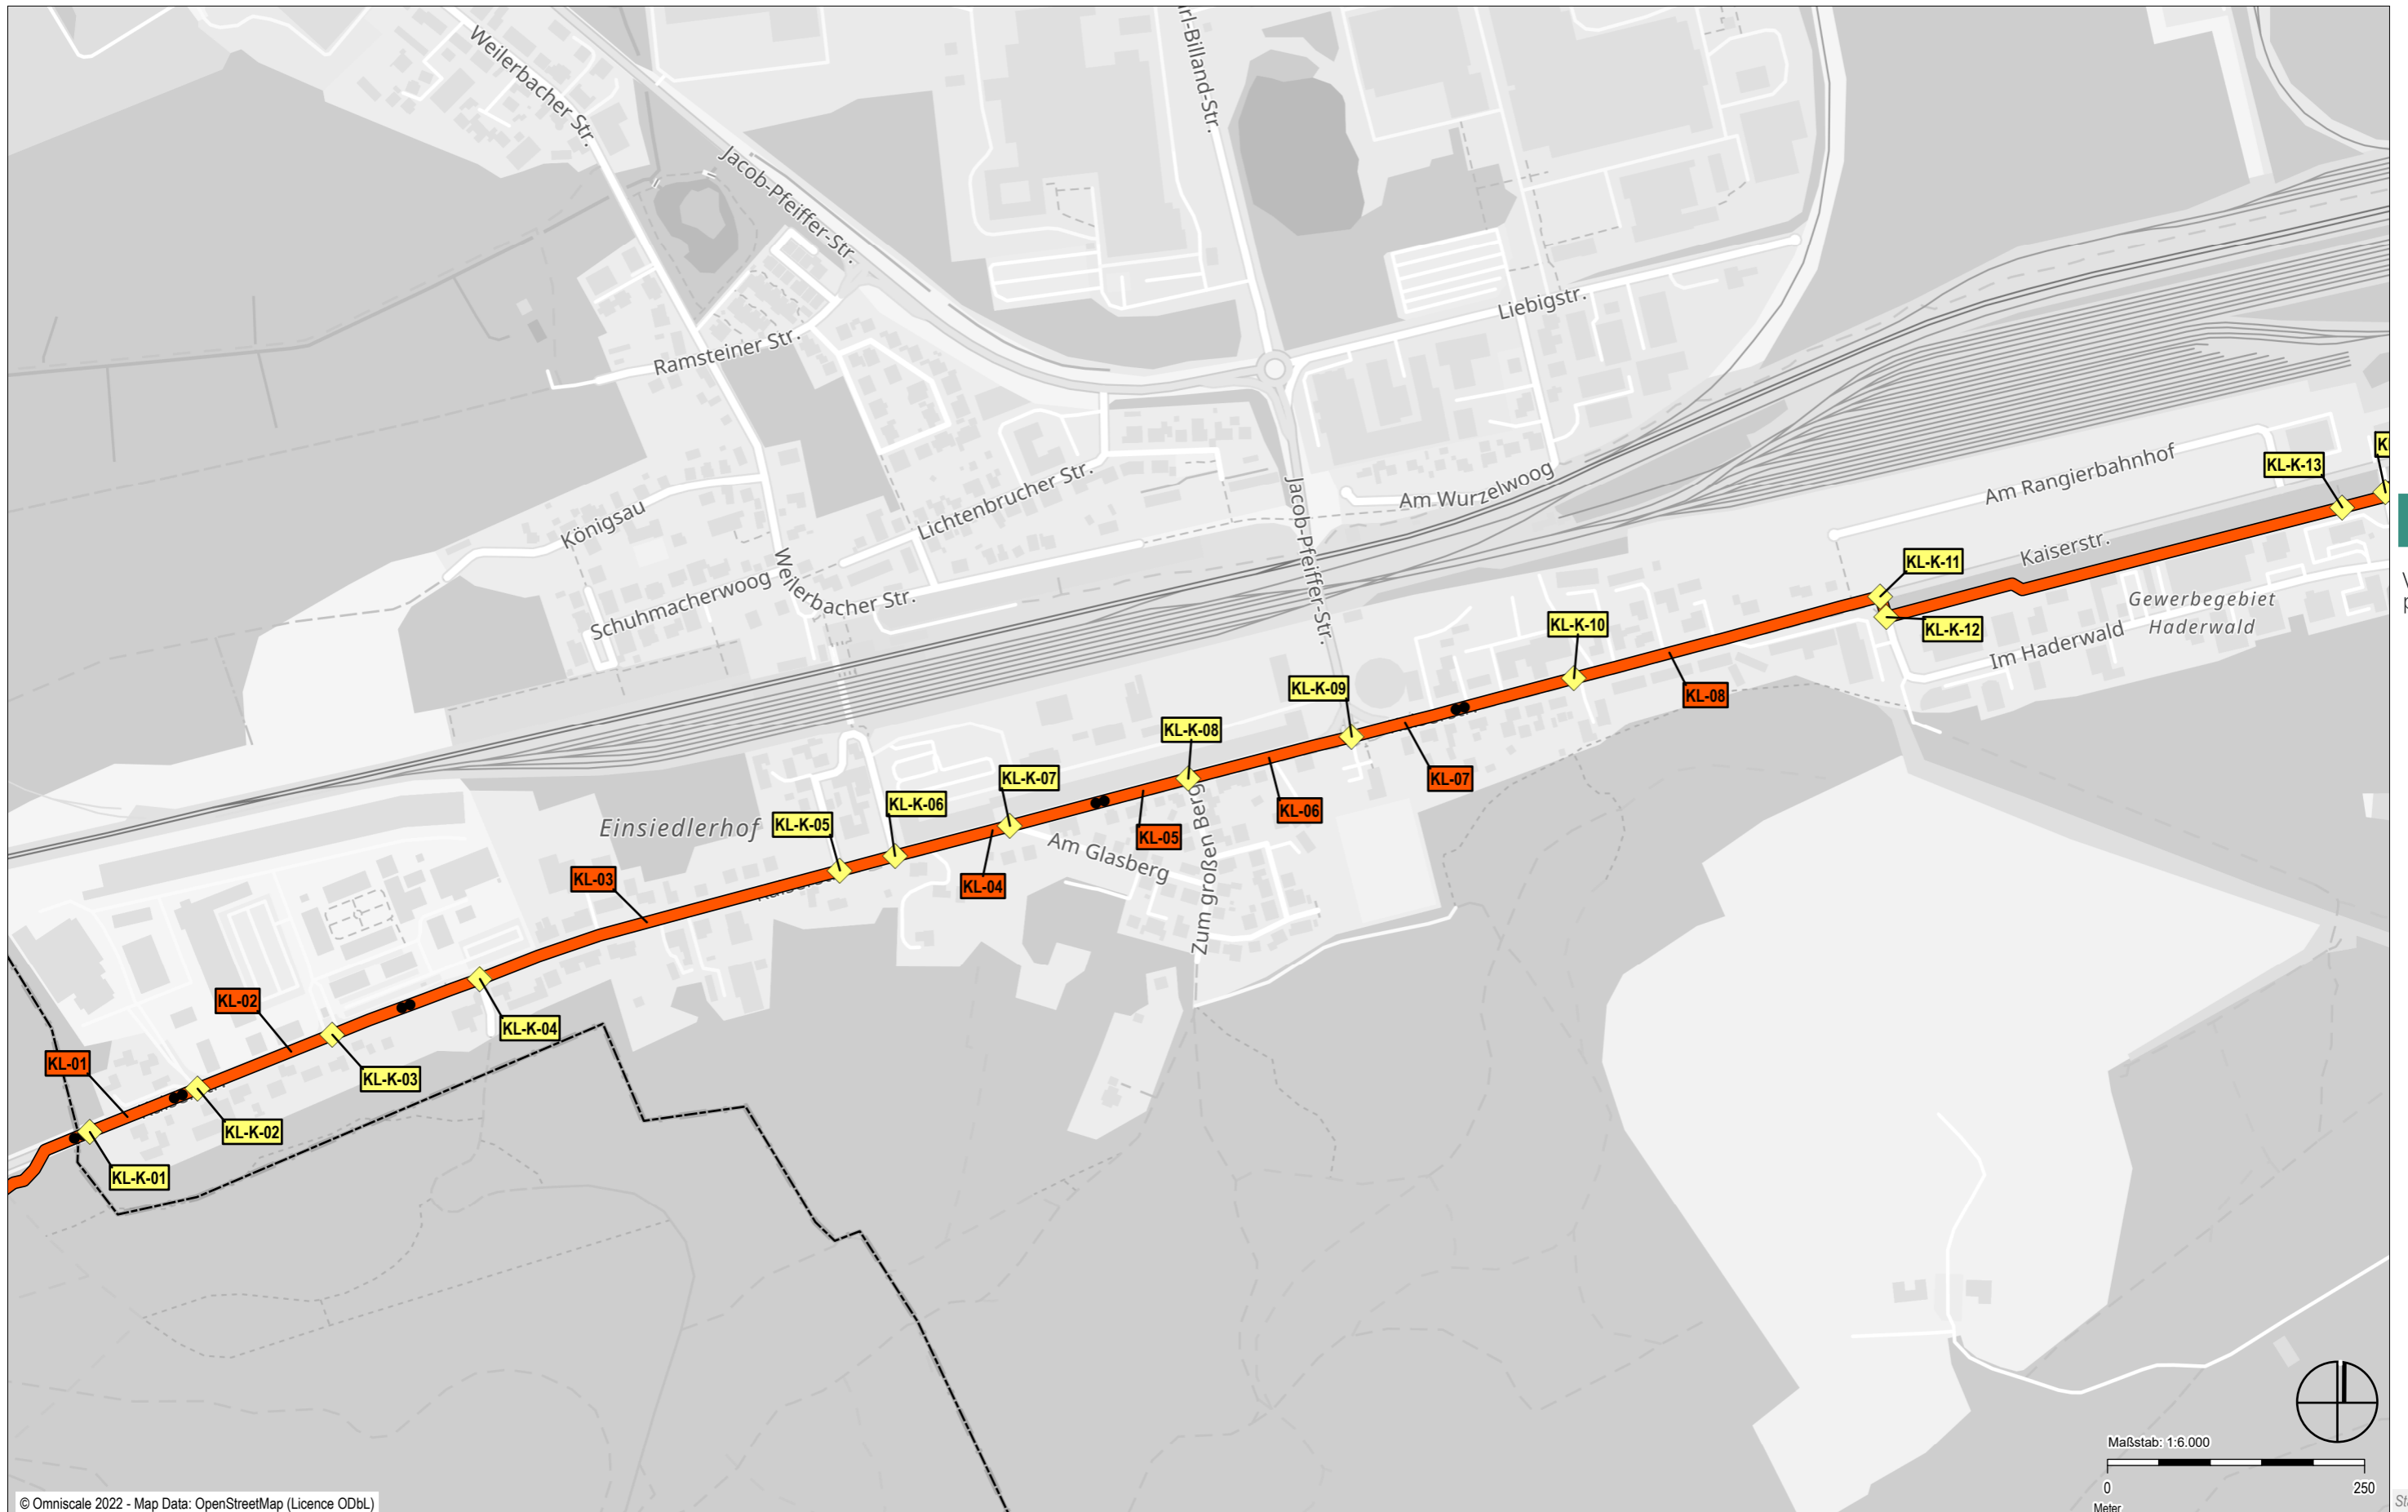 Weilerbacher Str.
Jacob-Pfeiffer-Str.
rl-Billand-Str.
Liebigstr.
Ramsteiner Str.
Lichtenbrucher Str.
Am Wurzelwoog
Jacob-Pfeiffer-Str.
Königsau
Schuhmacherwoog
Weilerbacher Str.
Am Rangierbahnhof
KL-K-13
Kaiserstr.
KL-K-11
KL-K-12
Gewerbegebiet
Haderwald
Im Haderwald
KL-K-10
KL-08
KL-K-09
KL-07
KL-K-08
KL-06
KL-K-07
KL-05
KL-K-06
KL-K-05
Einsiedlerhof
Am Glasberg
Zum großen Berg
KL-04
KL-03
KL-K-04
KL-02
KL-K-03
KL-01
KL-K-02
KL-K-01
Maßstab: 1:6.000
0
250
Meter
© Omniscale 2022 - Map Data: OpenStreetMap (Licence ODbL)